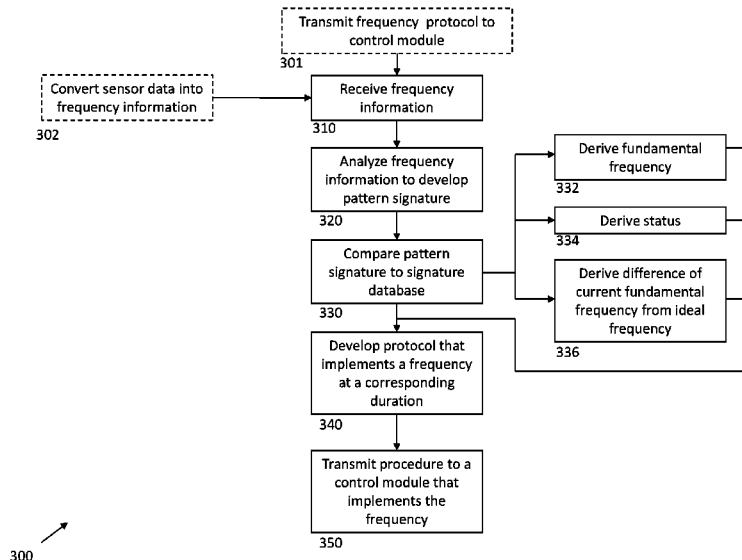 Transmit frequency protocol to
control module
301
Convert sensor data into
frequency information
302
Receive frequency
information
310
Analyze frequency
information to develop
pattern signature
320
Compare pattern
signature to signature
database
330
Derive fundamental
frequency
332
Derive status
334
Derive difference of
current fundamental
frequency from ideal
frequency
336
Develop protocol that
implements a frequency
at a corresponding
duration
340
Transmit procedure to a
control module that
implements the
frequency
350
300